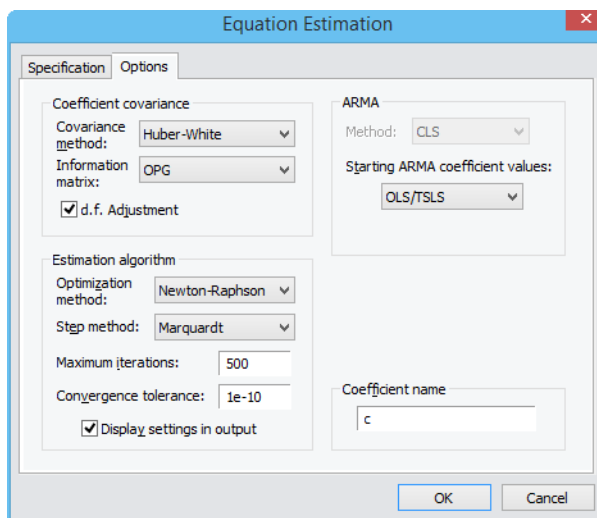 Equation Estimation
Specification
Options
Coefficient covariance
Covariance
method:
Huber-White
Information
matrix:
OPG
d.f. Adjustment
Estimation algorithm
Optimization
method:
Newton-Raphson
Step method:
Marquardt
Maximum iterations:
500
Convergence tolerance:
1e-10
Display settings in output
ARMA
Method:
CLS
Starting ARMA coefficient values:
OLS/TSLS
Coefficient name
c
OK
Cancel